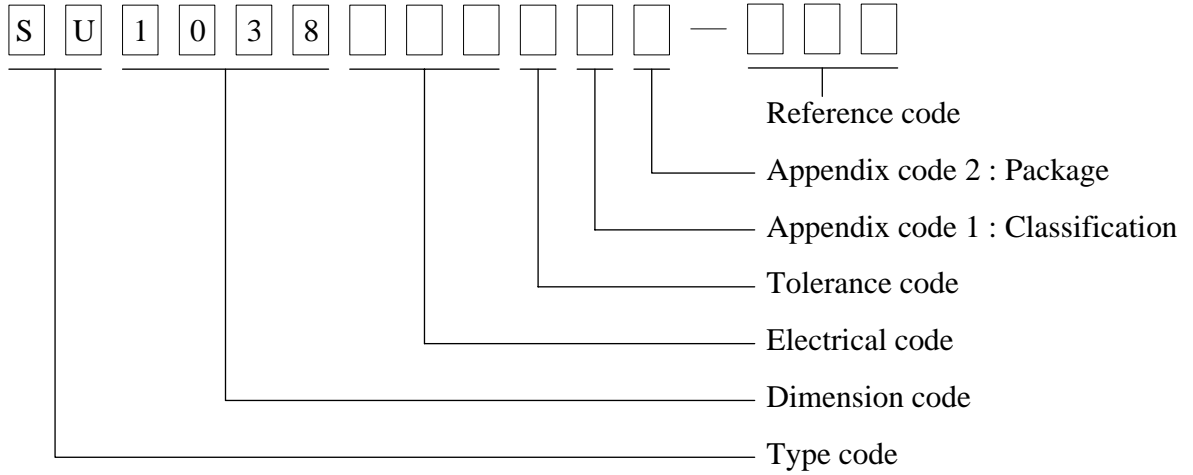 S U 1 0 3 8 —
Reference code
Appendix code 2 : Package
Appendix code 1 : Classification
Tolerance code
Electrical code
Dimension code
Type code